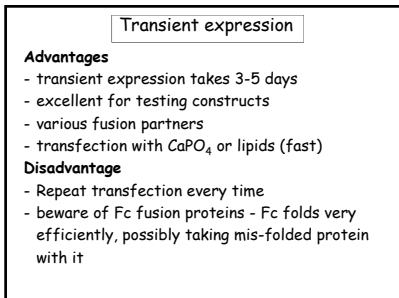 Transient expression
Advantages
- transient expression takes 3-5 days
- excellent for testing constructs
- various fusion partners
- transfection with CaPO₄ or lipids (fast)
Disadvantage
- Repeat transfection every time
- beware of Fc fusion proteins - Fc folds very
efficiently, possibly taking mis-folded protein
with it